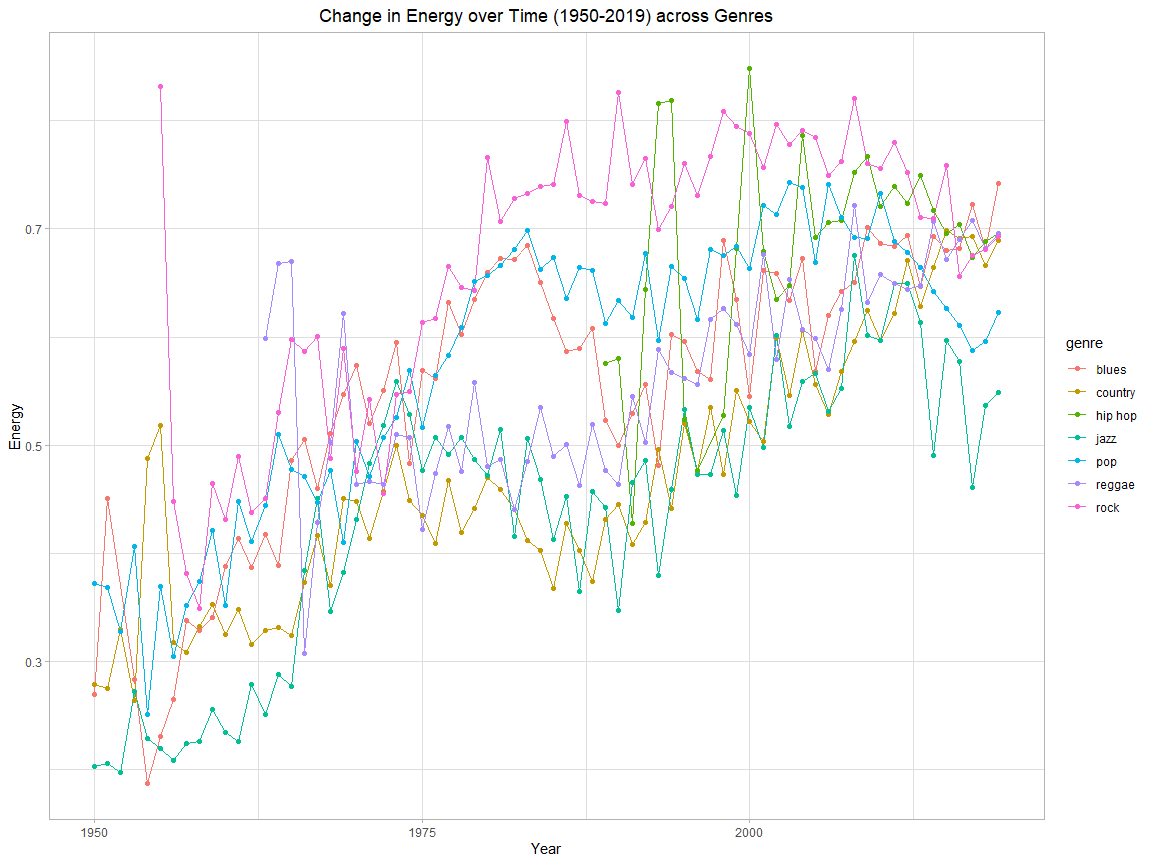 Change in Energy over Time (1950-2019) across Genres
Energy
0.7
0.5
0.3
1950
1975
2000
Year
genre
blues
country
hip hop
jazz
pop
reggae
rock